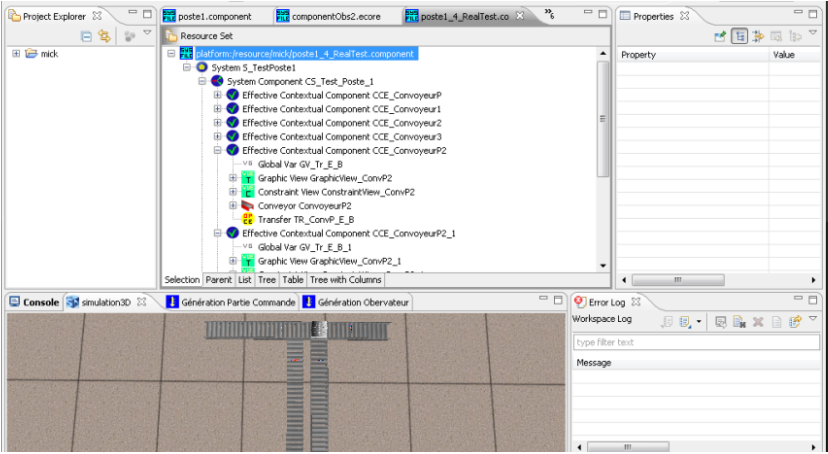 Project Explorer
mick
poste1.component
componentObs2.ecore
poste1_4_RealTest.co
Resource Set
platform:/resource/mick/poste1_4_RealTest.component
System S_TestPoste1
System Component CS_Test_Poste_1
Effective Contextual Component CCE_ConvoyeurP
Effective Contextual Component CCE_Convoyeur1
Effective Contextual Component CCE_Convoyeur2
Effective Contextual Component CCE_Convoyeur3
Effective Contextual Component CCE_ConvoyeurP2
Global Var GV_Tr_E_B
Graphic View GraphicView_ConvP2
Constraint View ConstraintView_ConvP2
Conveyor ConvoyeurP2
Transfer TR_ConvP_E_B
Effective Contextual Component CCE_ConvoyeurP2_1
Global Var GV_Tr_E_B_1
Graphic View GraphicView_ConvP2_1
Selection Parent List Tree Table Tree with Columns
Properties
Property Value
Console simulation3D Génération Partie Commande Génération Obervateur
Error Log
Workspace Log
type filter text
Message